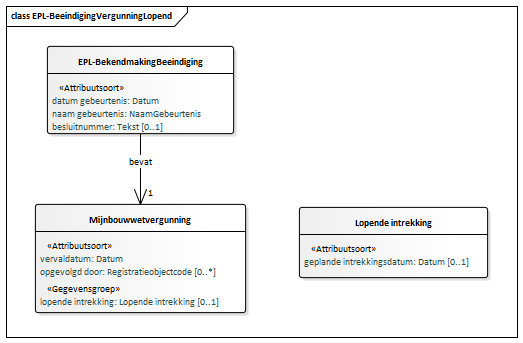 class EPL-BeeindigingVergunningLopend
EPL-BekendmakingBeeindiging
«Attribuutsoort»
datum gebeurtenis: Datum
naam gebeurtenis: NaamGebeurtenis
besluitnummer: Tekst [0..1]
bevat
1
Mijnbouwwetvergunning
«Attribuutsoort»
vervaldatum: Datum
opgevolgd door: Registratieobjectcode [0..*]
«Gegevensgroep»
lopende intrekking: Lopende intrekking [0..1]
Lopende intrekking
«Attribuutsoort»
geplande intrekkingsdatum: Datum [0..1]